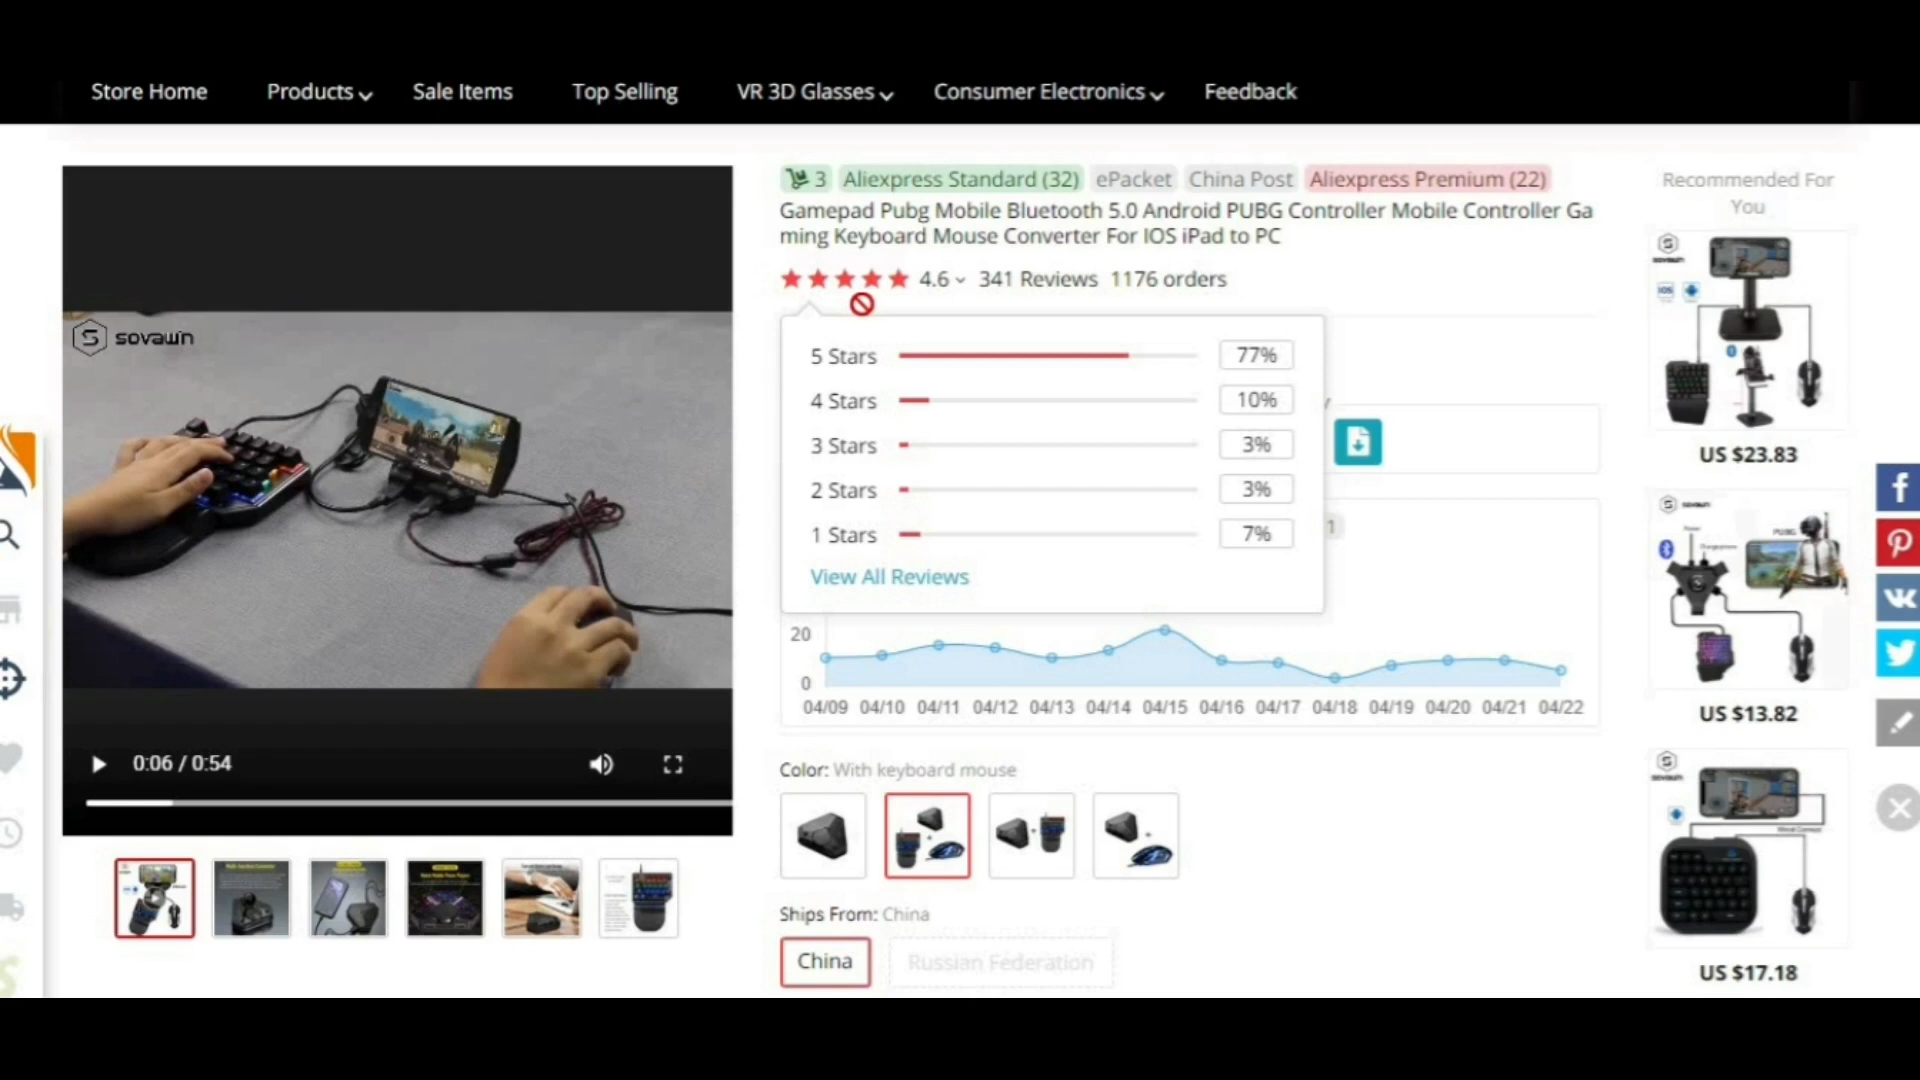 Store Home Products Sale Items Top Selling VR 3D Glasses Consumer Electronics Feedback
3 Aliexpress Standard (32) ePacket China Post Aliexpress Premium (22)
Gamepad Pubg Mobile Bluetooth 5.0 Android PUBG Controller Mobile Controller Ga
ming Keyboard Mouse Converter For IOS iPad to PC
4.6 341 Reviews 1176 orders
5 Stars 77%
4 Stars 10%
3 Stars 3%
2 Stars 3%
1 Stars 7%
View All Reviews
1
20
0
04/09 04/10 04/11 04/12 04/13 04/14 04/15 04/16 04/17 04/18 04/19 04/20 04/21 04/22
Color: With keyboard mouse
Ships From: China
China Russian Federation
sovawin
0:06 / 0:54
Recommended For
You
US $23.83
PUBG
US $13.82
US $17.18